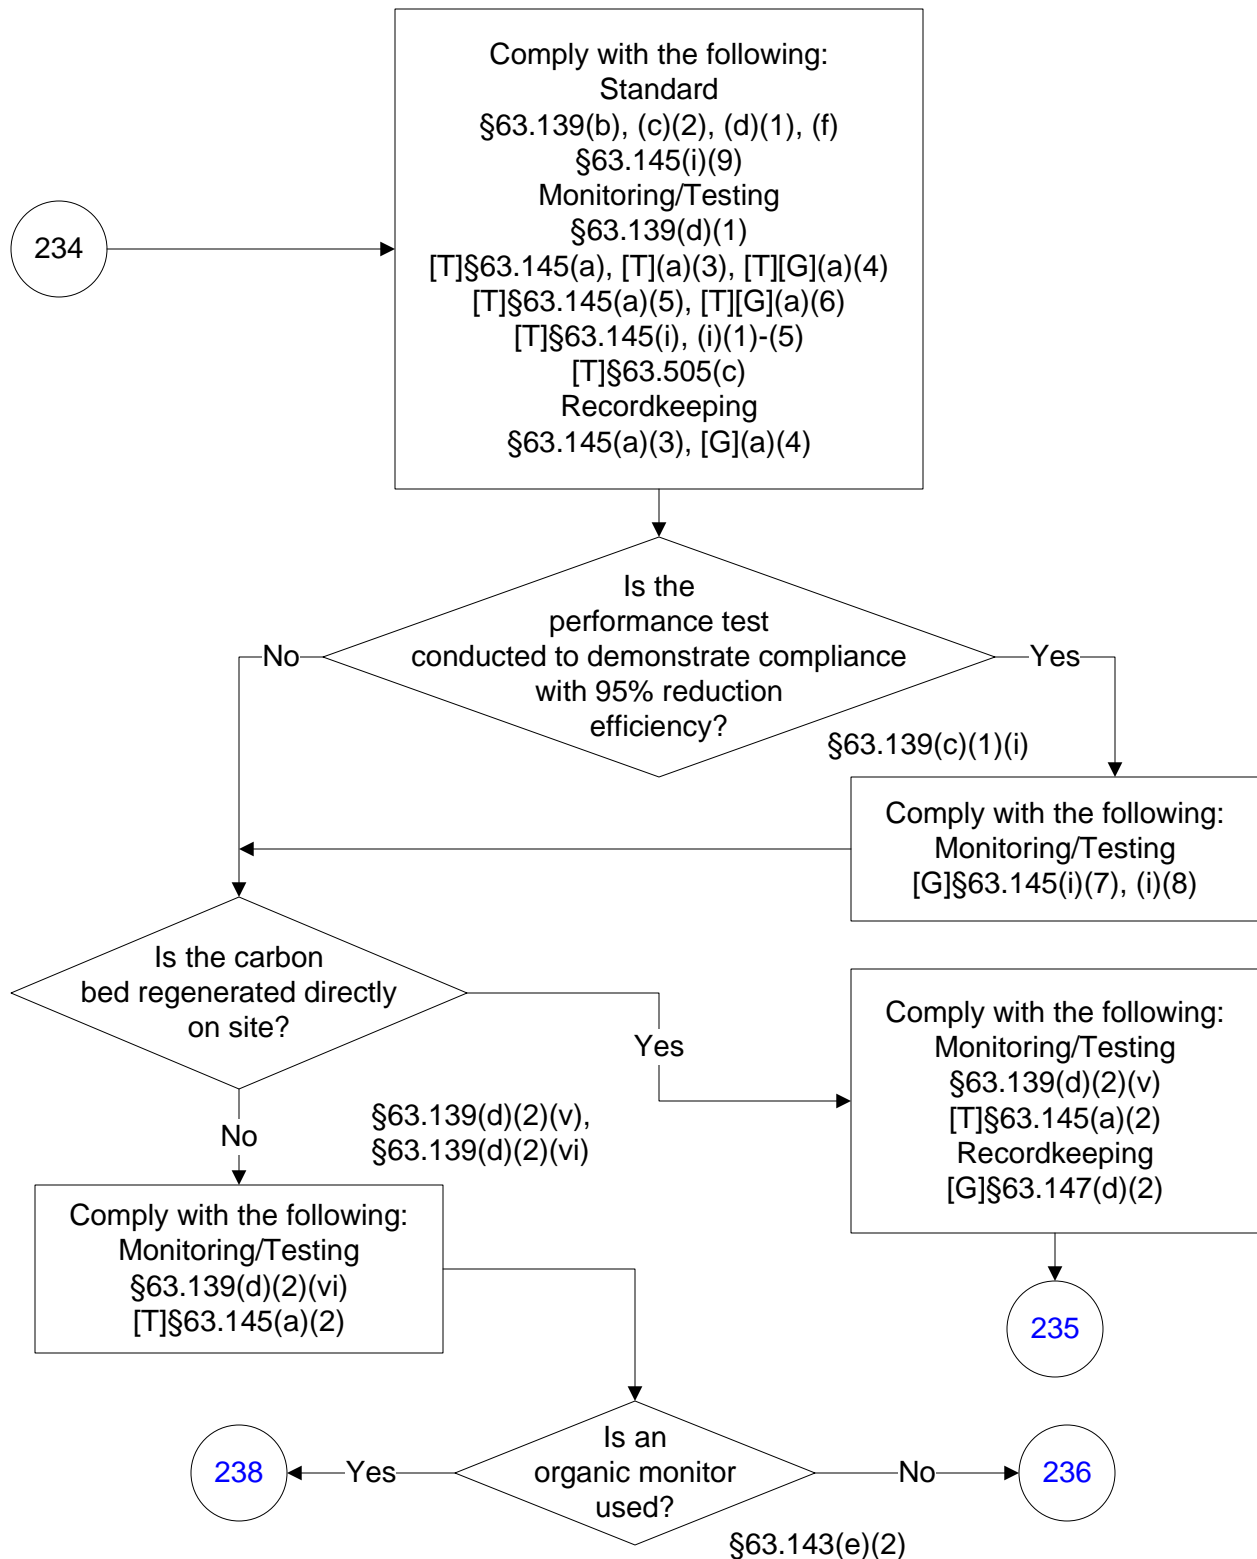 Comply with the following:
Standard
§63.139(b), (c)(2), (d)(1), (f)
§63.145(i)(9)
Monitoring/Testing
§63.139(d)(1)
[T]§63.145(a), [T](a)(3), [T][G](a)(4)
[T]§63.145(a)(5), [T][G](a)(6)
[T]§63.145(i), (i)(1)-(5)
[T]§63.505(c)
Recordkeeping
§63.145(a)(3), [G](a)(4)
234
Is the
performance test
conducted to demonstrate compliance
with 95% reduction
efficiency?
No
Yes
§63.139(c)(1)(i)
Comply with the following:
Monitoring/Testing
[G]§63.145(i)(7), (i)(8)
Is the carbon
bed regenerated directly
on site?
Yes
Comply with the following:
Monitoring/Testing
§63.139(d)(2)(v)
[T]§63.145(a)(2)
Recordkeeping
[G]§63.147(d)(2)
No
§63.139(d)(2)(v),
§63.139(d)(2)(vi)
Comply with the following:
Monitoring/Testing
§63.139(d)(2)(vi)
[T]§63.145(a)(2)
235
Is an
organic monitor
used?
Yes
238
No
236
§63.143(e)(2)